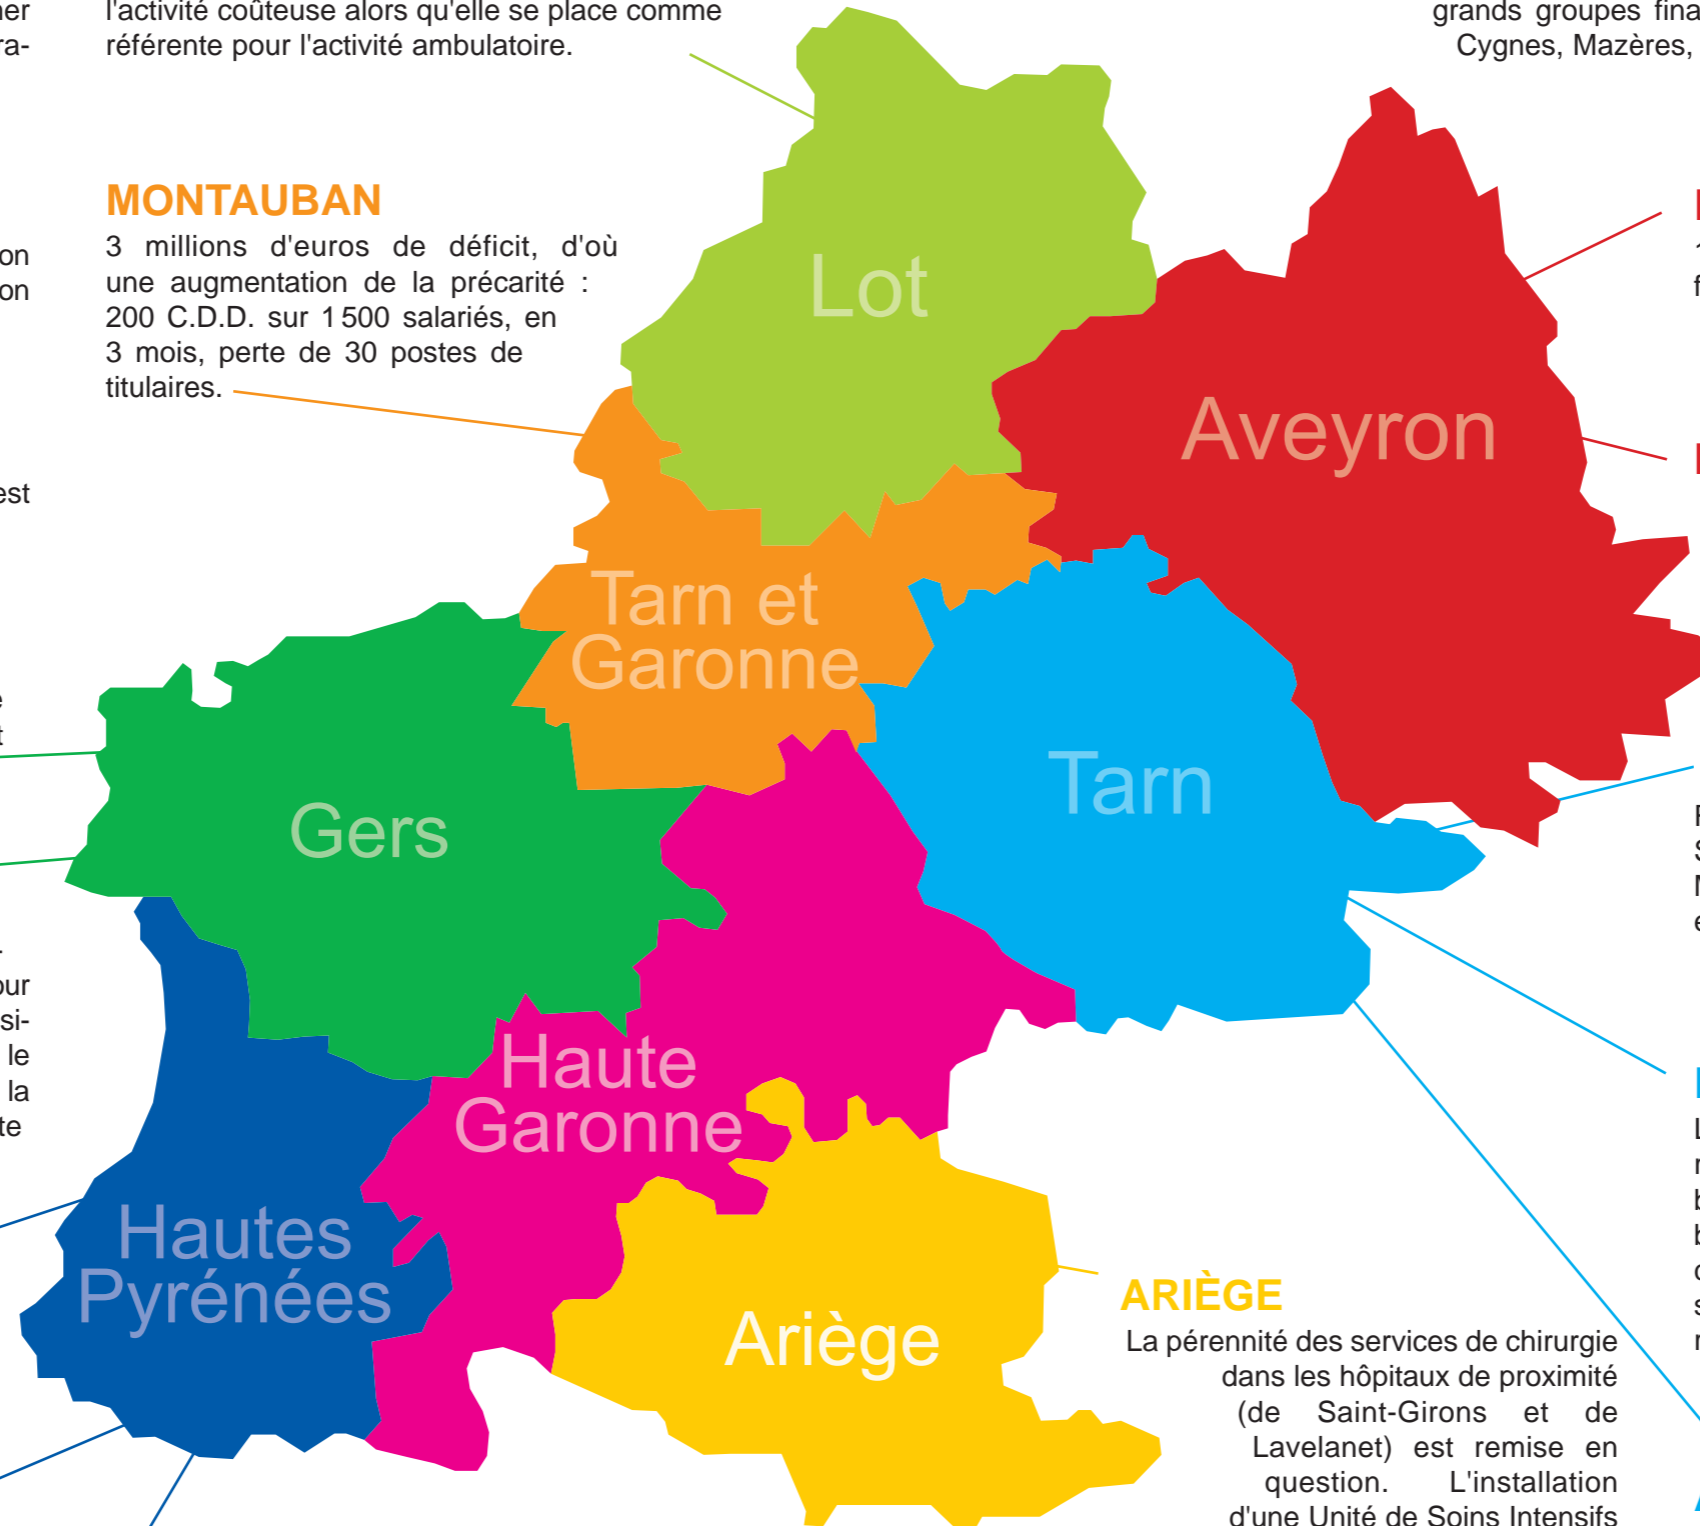 l'activité coûteuse alors qu'elle se place comme
référente pour l'activité ambulatoire.
grands groupes
Cygnes, Mazères,
MONTAUBAN
3 millions d'euros de déficit, d'où
une augmentation de la précarité :
200 C.D.D. sur 1500 salariés, en
3 mois, perte de 30 postes de
titulaires.
Lot
Aveyron
Tarn et
Garonne
Tarn
Gers
Haute
Garonne
Hautes
Pyrénées
Ariège
est
le
la
ARIÈGE
La pérennité des services de chirurgie
dans les hôpitaux de proximité
(de Saint-Girons et de
Lavelanet) est remise en
question. L'installation
d'une Unité de Soins Intensifs